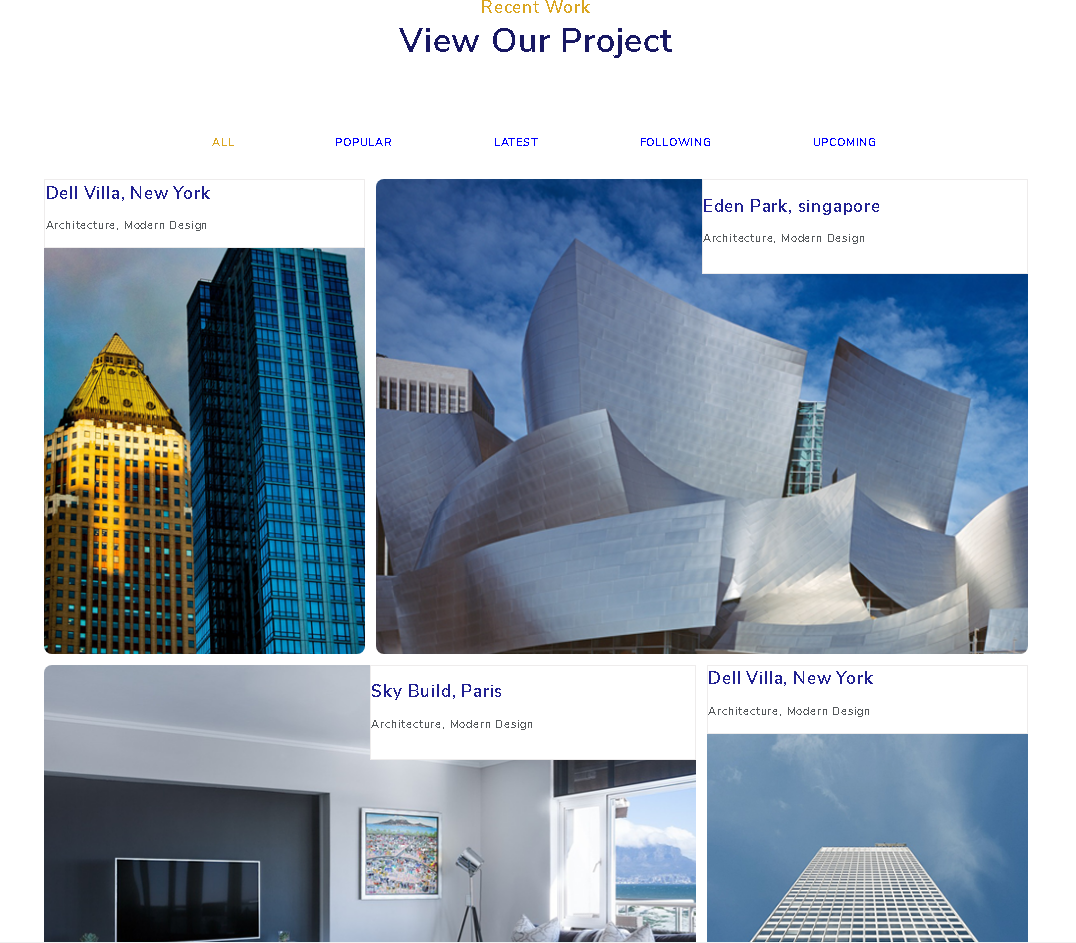 Recent Work
View Our Project
ALL
POPULAR
LATEST
FOLLOWING
UPCOMING
Dell Villa, New York
Architecture, Modern Design
Eden Park, singapore
Architecture, Modern Design
Sky Build, Paris
Architecture, Modern Design
Dell Villa, New York
Architecture, Modern Design